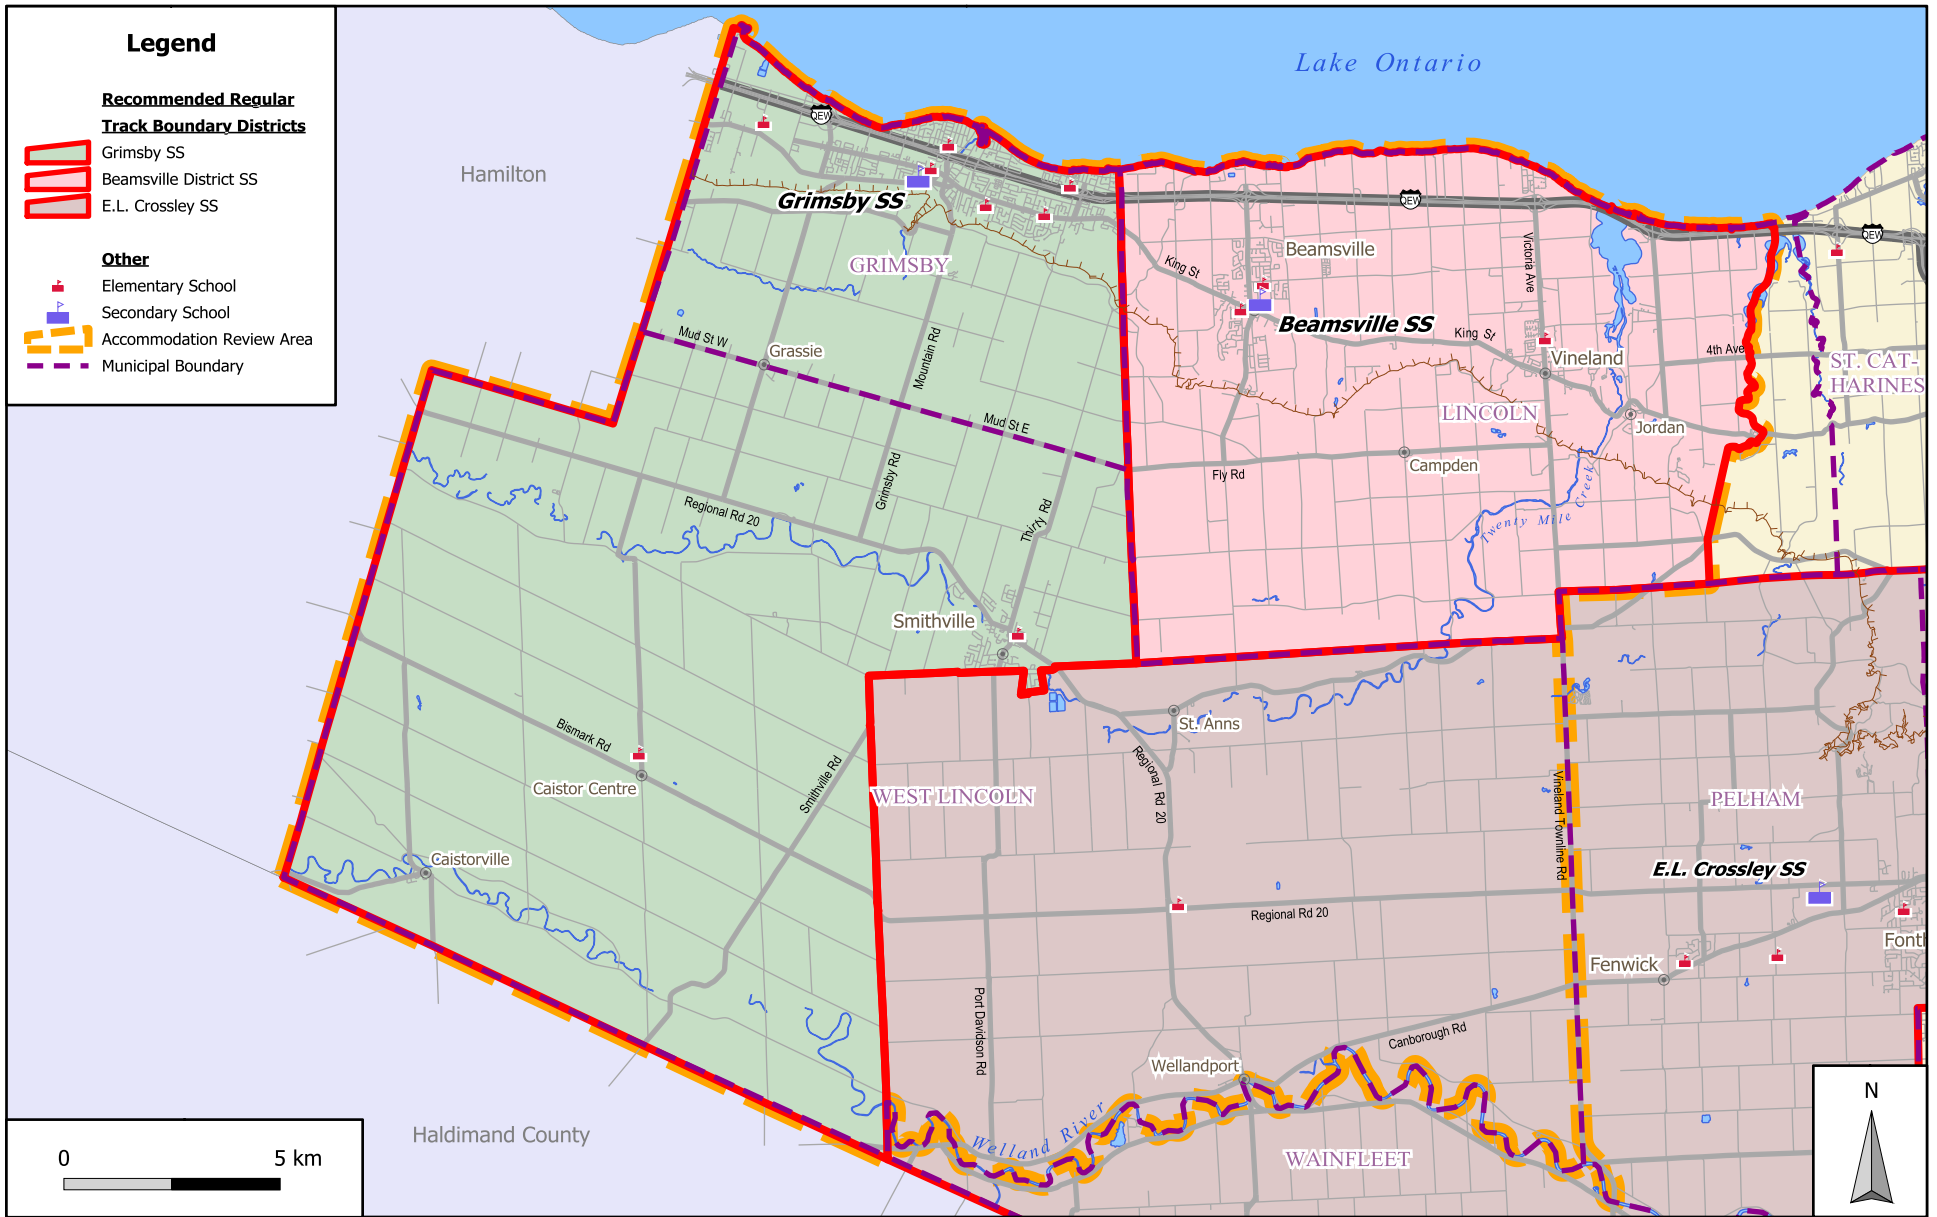 Legend
Recommended Regular
Track Boundary Districts
Grimsby SS
Beamsville District SS
E.L. Crossley SS
Other
Elementary School
Secondary School
Accommodation Review Area
Municipal Boundary
Lake Ontario
Hamilton
QEW
Grimsby SS
GRIMSBY
QEW
QEW
Beamsville
King St
Victoria Ave
Beamsville SS
King St
4th Ave
Vineland
ST. CAT-
HARINES
Mud St W
Grassie
Mountain Rd
Mud St E
LINCOLN
Jordan
Campden
Fly Rd
Grimsby Rd
Regional Rd 20
Thirty Rd
Twenty Mile Creek
Smithville
St. Anns
Bismark Rd
Caistor Centre
Smithville Rd
WEST LINCOLN
Regional Rd 20
Vineland Townline Rd
PELHAM
Caistorville
E.L. Crossley SS
Regional Rd 20
Fonth
Fenwick
Port Davidson Rd
Canborough Rd
Wellandport
Welland River
WAINFLEET
Haldimand County
0 5 km
N